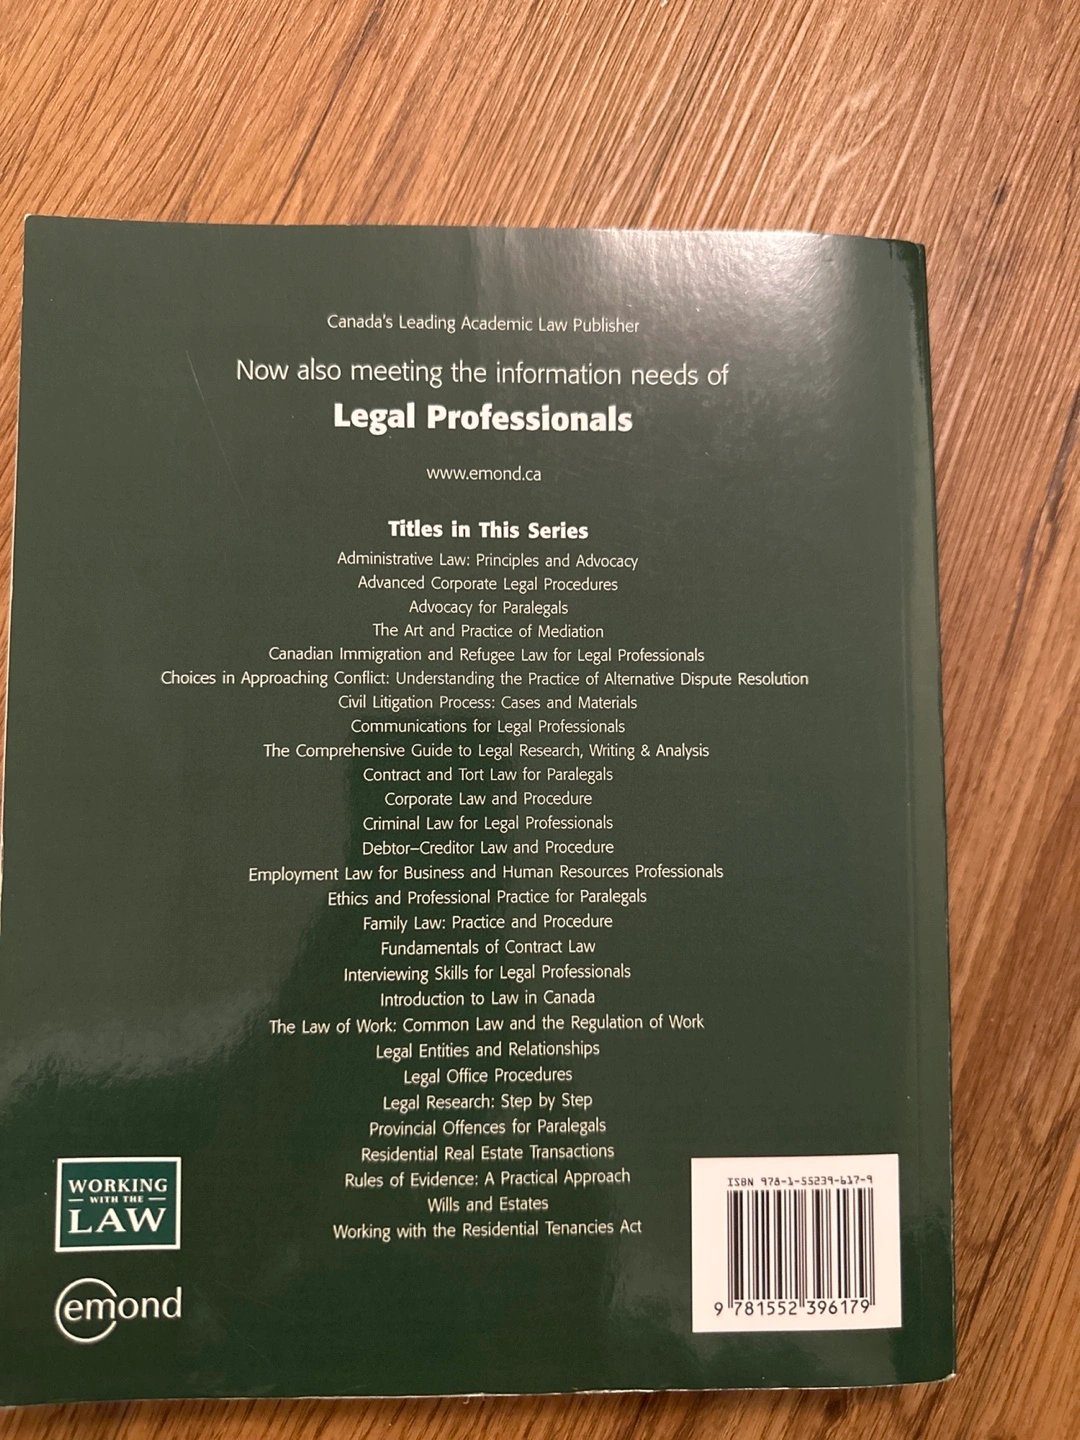 Canada's Leading Academic Law Publisher
Now also meeting the information needs of
Legal Professionals
www.emond.ca
Titles in This Series
Administrative Law: Principles and Advocacy
Advanced Corporate Legal Procedures
Advocacy for Paralegals
The Art and Practice of Mediation
Canadian Immigration and Refugee Law for Legal Professionals
Choices in Approaching Conflict: Understanding the Practice of Alternative Dispute Resolution
Civil Litigation Process: Cases and Materials
Communications for Legal Professionals
The Comprehensive Guide to Legal Research, Writing & Analysis
Contract and Tort Law for Paralegals
Corporate Law and Procedure
Criminal Law for Legal Professionals
Debtor–Creditor Law and Procedure
Employment Law for Business and Human Resources Professionals
Ethics and Professional Practice for Paralegals
Family Law: Practice and Procedure
Fundamentals of Contract Law
Interviewing Skills for Legal Professionals
Introduction to Law in Canada
The Law of Work: Common Law and the Regulation of Work
Legal Entities and Relationships
Legal Office Procedures
Legal Research: Step by Step
Provincial Offences for Paralegals
Residential Real Estate Transactions
Rules of Evidence: A Practical Approach
Wills and Estates
Working with the Residential Tenancies Act
WORKING
WITH THE
LAW
emond
ISBN 978-1-55239-617-9
9 781552 396179